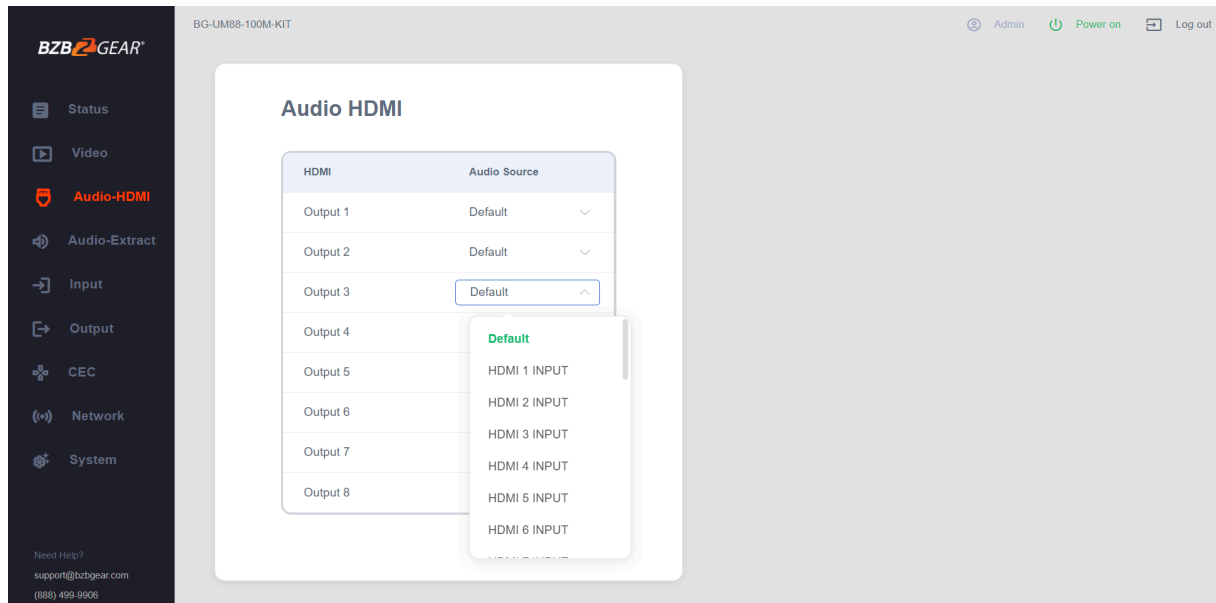 BG-UM88-100M-KIT
Admin
Power on
Log out
BZBGEAR®
Status
Video
Audio-HDMI
Audio-Extract
Input
Output
CEC
Network
System
Need Help?
support@bzbgear.com
(888) 499-9906
Audio HDMI
HDMI Audio Source
Output 1 Default
Output 2 Default
Output 3 Default
Output 4
Output 5
Output 6
Output 7
Output 8
Default
HDMI 1 INPUT
HDMI 2 INPUT
HDMI 3 INPUT
HDMI 4 INPUT
HDMI 5 INPUT
HDMI 6 INPUT